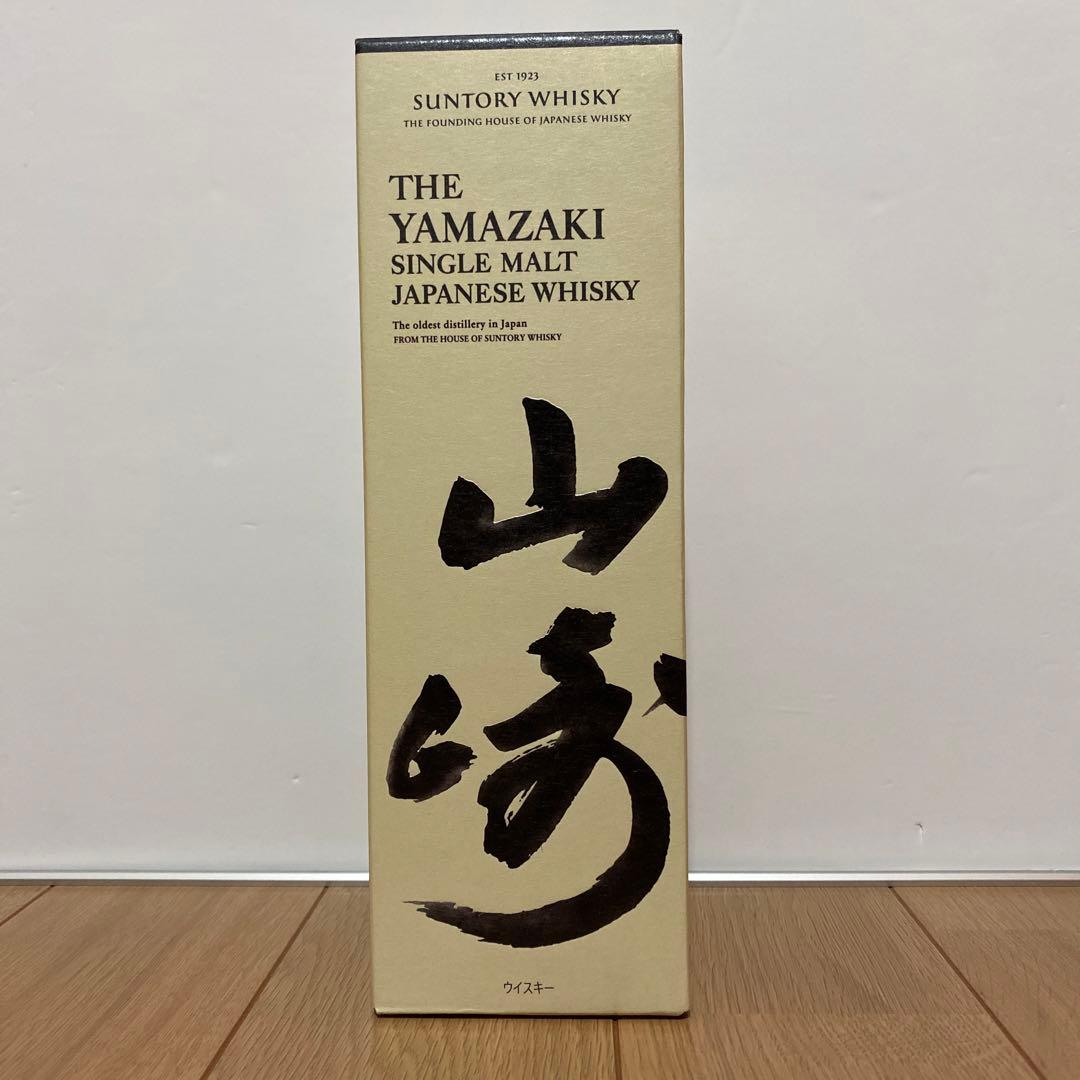 EST 1923
SUNTORY WHISKY
THE FOUNDING HOUSE OF JAPANESE WHISKY
THE
YAMAZAKI
SINGLE MALT
JAPANESE WHISKY
The oldest distillery in Japan
FROM THE HOUSE OF SUNTORY WHISKY
山
崎
ウイスキー